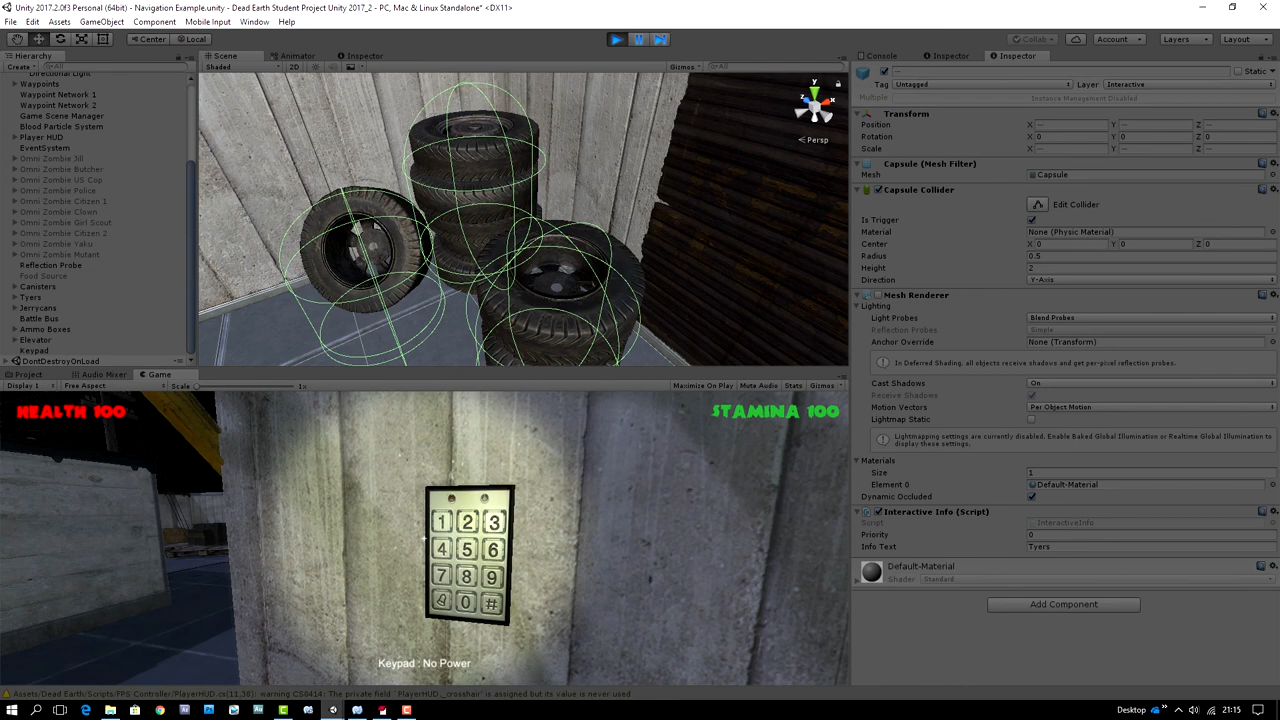 Unity 2017.2.0f3 Personal (64bit) - Navigation Example.unity - Dead Earth Student Project Unity 2017_2 - PC, Mac & Linux Standalone* <DX11>
File Edit Assets GameObject Component Mobile Input Window Help
Center Local Collab Account Layers Layout
Hierarchy
Create All
Directional Light
Waypoints
Waypoint Network 1
Waypoint Network 2
Game Scene Manager
Blood Particle System
Player HUD
EventSystem
Omni Zombie Jill
Omni Zombie Butcher
Omni Zombie US Cop
Omni Zombie Police
Omni Zombie Citizen 1
Omni Zombie Clown
Omni Zombie Girl Scout
Omni Zombie Citizen 2
Omni Zombie Yaku
Omni Zombie Mutant
Reflection Probe
Food Source
Canisters
Tyers
Jerrycans
Battle Bus
Ammo Boxes
Elevator
Keypad
DontDestroyOnLoad
Scene Animator Inspector
Shaded 2D Gizmos All
y
z x
Persp
Project Audio Mixer Game
Display 1 Free Aspect Scale 1x Maximize On Play Mute Audio Stats Gizmos
HEALTH 100 STAMINA 100
1 2 3
4 5 6
7 8 9
0 #
Keypad : No Power
Console Inspector Inspector
-- Static
Tag Untagged Layer Interactive
Multiple Instance Management Disabled
Transform
Position X -- Y -- Z --
Rotation X 0 Y 0 Z 0
Scale X -- Y -- Z --
Capsule (Mesh Filter)
Mesh Capsule
Capsule Collider
Edit Collider
Is Trigger
Material None (Physic Material)
Center X 0 Y 0 Z 0
Radius 0.5
Height 2
Direction Y-Axis
Mesh Renderer
Lighting
Light Probes Blend Probes
Reflection Probes Simple
Anchor Override None (Transform)
In Deferred Shading, all objects receive shadows and get per-pixel reflection probes.
Cast Shadows On
Receive Shadows
Motion Vectors Per Object Motion
Lightmap Static
Lightmapping settings are currently disabled. Enable Baked Global Illumination or Realtime Global Illumination to
display these settings.
Materials
Size 1
Element 0 Default-Material
Dynamic Occluded
Interactive Info (Script)
Script InteractiveInfo
Priority 0
Info Text Tyers
Default-Material
Shader Standard
Add Component
Assets/Dead Earth/Scripts/FPS Controller/PlayerHUD.cs(11,38): warning CS0414: The private field `PlayerHUD._crosshair' is assigned but its value is never used
Desktop 21:15